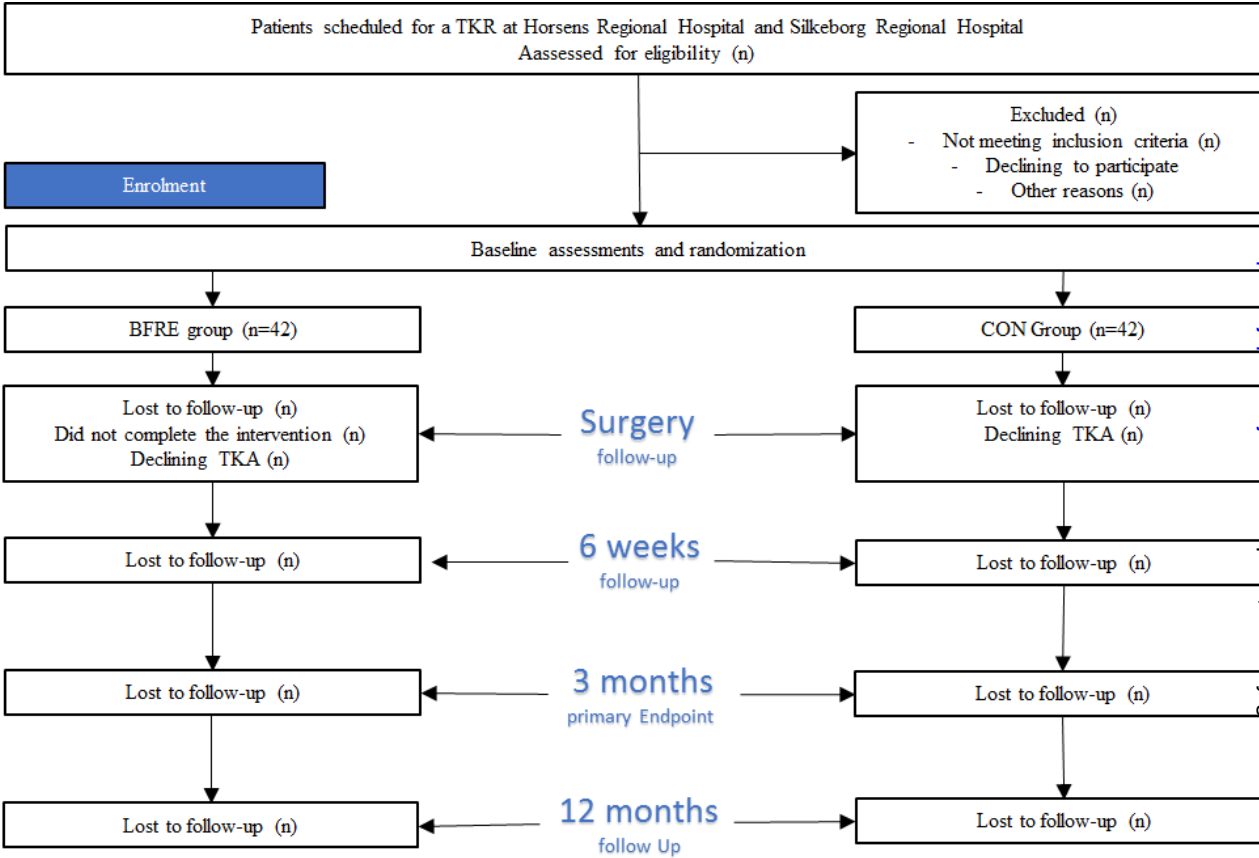 Patients scheduled for a TKR at Horsens Regional Hospital and Silkeborg Regional Hospital
Aassessed for eligibility (n)
Excluded (n)
- Not meeting inclusion criteria (n)
- Declining to participate
- Other reasons (n)
Enrolment
Baseline assessments and randomization
BFRE group (n=42)
CON Group (n=42)
Lost to follow-up (n)
Did not complete the intervention (n)
Declining TKA (n)
Surgery
follow-up
Lost to follow-up (n)
Declining TKA (n)
Lost to follow-up (n)
6 weeks
follow-up
Lost to follow-up (n)
Lost to follow-up (n)
3 months
primary Endpoint
Lost to follow-up (n)
Lost to follow-up (n)
12 months
follow Up
Lost to follow-up (n)